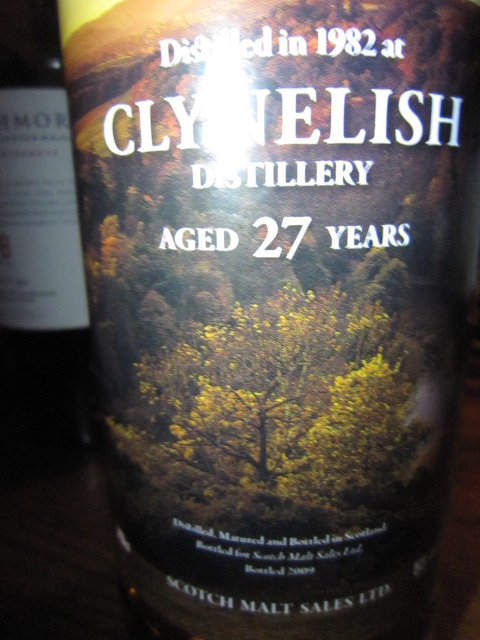 Distilled in 1982 at
CLYNELISH
DISTILLERY
AGED 27 YEARS
Distilled, Matured and Bottled in Scotland
Bottled for Scotch Malt Sales Ltd.
Bottled 2009
SCOTCH MALT SALES LTD.
HMOR